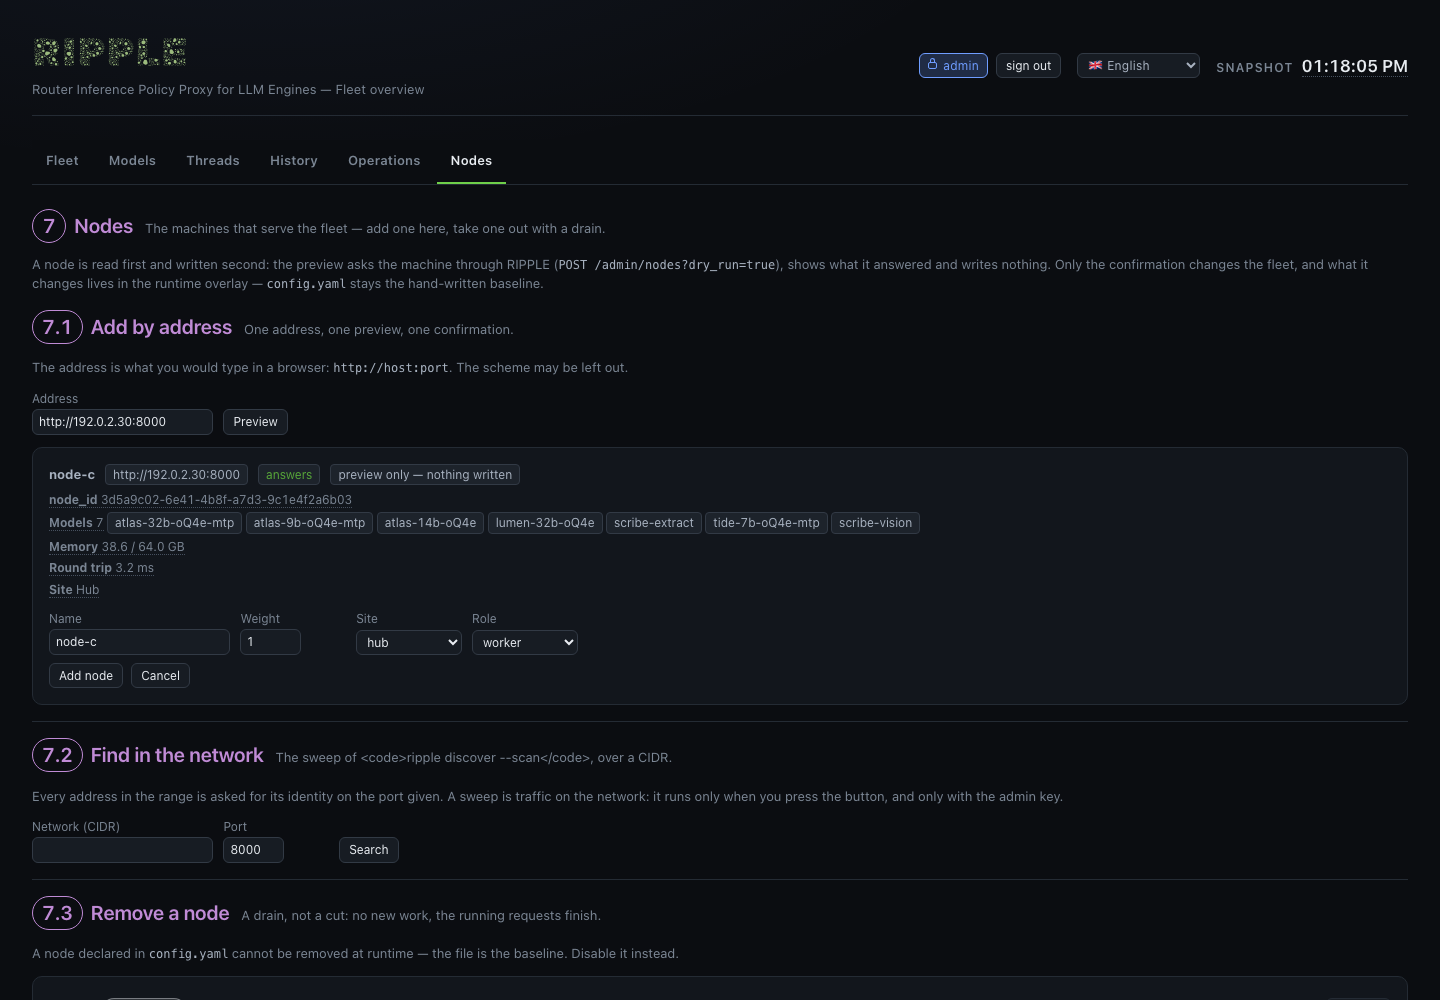 RIPPLE
admin
sign out
🇬🇧 English
SNAPSHOT 01:18:05 PM
Router Inference Policy Proxy for LLM Engines — Fleet overview
Fleet Models Threads History Operations Nodes
7 Nodes The machines that serve the fleet — add one here, take one out with a drain.
A node is read first and written second: the preview asks the machine through RIPPLE (POST /admin/nodes?dry_run=true), shows what it answered and writes nothing. Only the confirmation changes the fleet, and what it
changes lives in the runtime overlay — config.yaml stays the hand-written baseline.
7.1 Add by address One address, one preview, one confirmation.
The address is what you would type in a browser: http://host:port. The scheme may be left out.
Address
http://192.0.2.30:8000 Preview
node-c http://192.0.2.30:8000 answers preview only — nothing written
node_id 3d5a9c02-6e41-4b8f-a7d3-9c1e4f2a6b03
Models 7 atlas-32b-oQ4e-mtp atlas-9b-oQ4e-mtp atlas-14b-oQ4e lumen-32b-oQ4e scribe-extract tide-7b-oQ4e-mtp scribe-vision
Memory 38.6 / 64.0 GB
Round trip 3.2 ms
Site Hub
Name Weight Site Role
node-c 1 hub worker
Add node Cancel
7.2 Find in the network The sweep of <code>ripple discover --scan</code>, over a CIDR.
Every address in the range is asked for its identity on the port given. A sweep is traffic on the network: it runs only when you press the button, and only with the admin key.
Network (CIDR) Port
8000 Search
7.3 Remove a node A drain, not a cut: no new work, the running requests finish.
A node declared in config.yaml cannot be removed at runtime — the file is the baseline. Disable it instead.